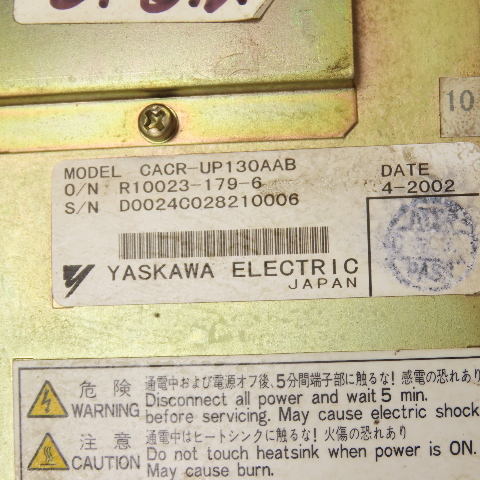 10
MODEL CACR-UP130AAB
O/N R10023-179-6
S/N D0024C028210006
DATE
4-2002
YASKAWA ELECTRIC
JAPAN
危険 通電中および電源オフ後、5分間端子部に触るな! 感電の恐れあり
WARNING Disconnect all power and wait 5 min.
before servicing. May cause electric shock
注意 通電中はヒートシンクに触るな! 火傷の恐れあり
CAUTION Do not touch heatsink when power is ON.
May cause burn.